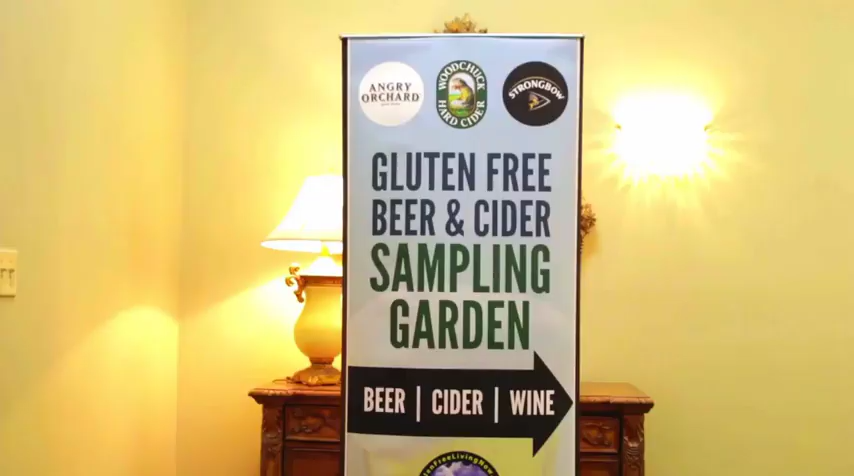 ANGRY
ORCHARD
WOODCHUCK
HARD CIDER
STRONGBOW
GLUTEN FREE
BEER & CIDER
SAMPLING
GARDEN
BEER | CIDER | WINE